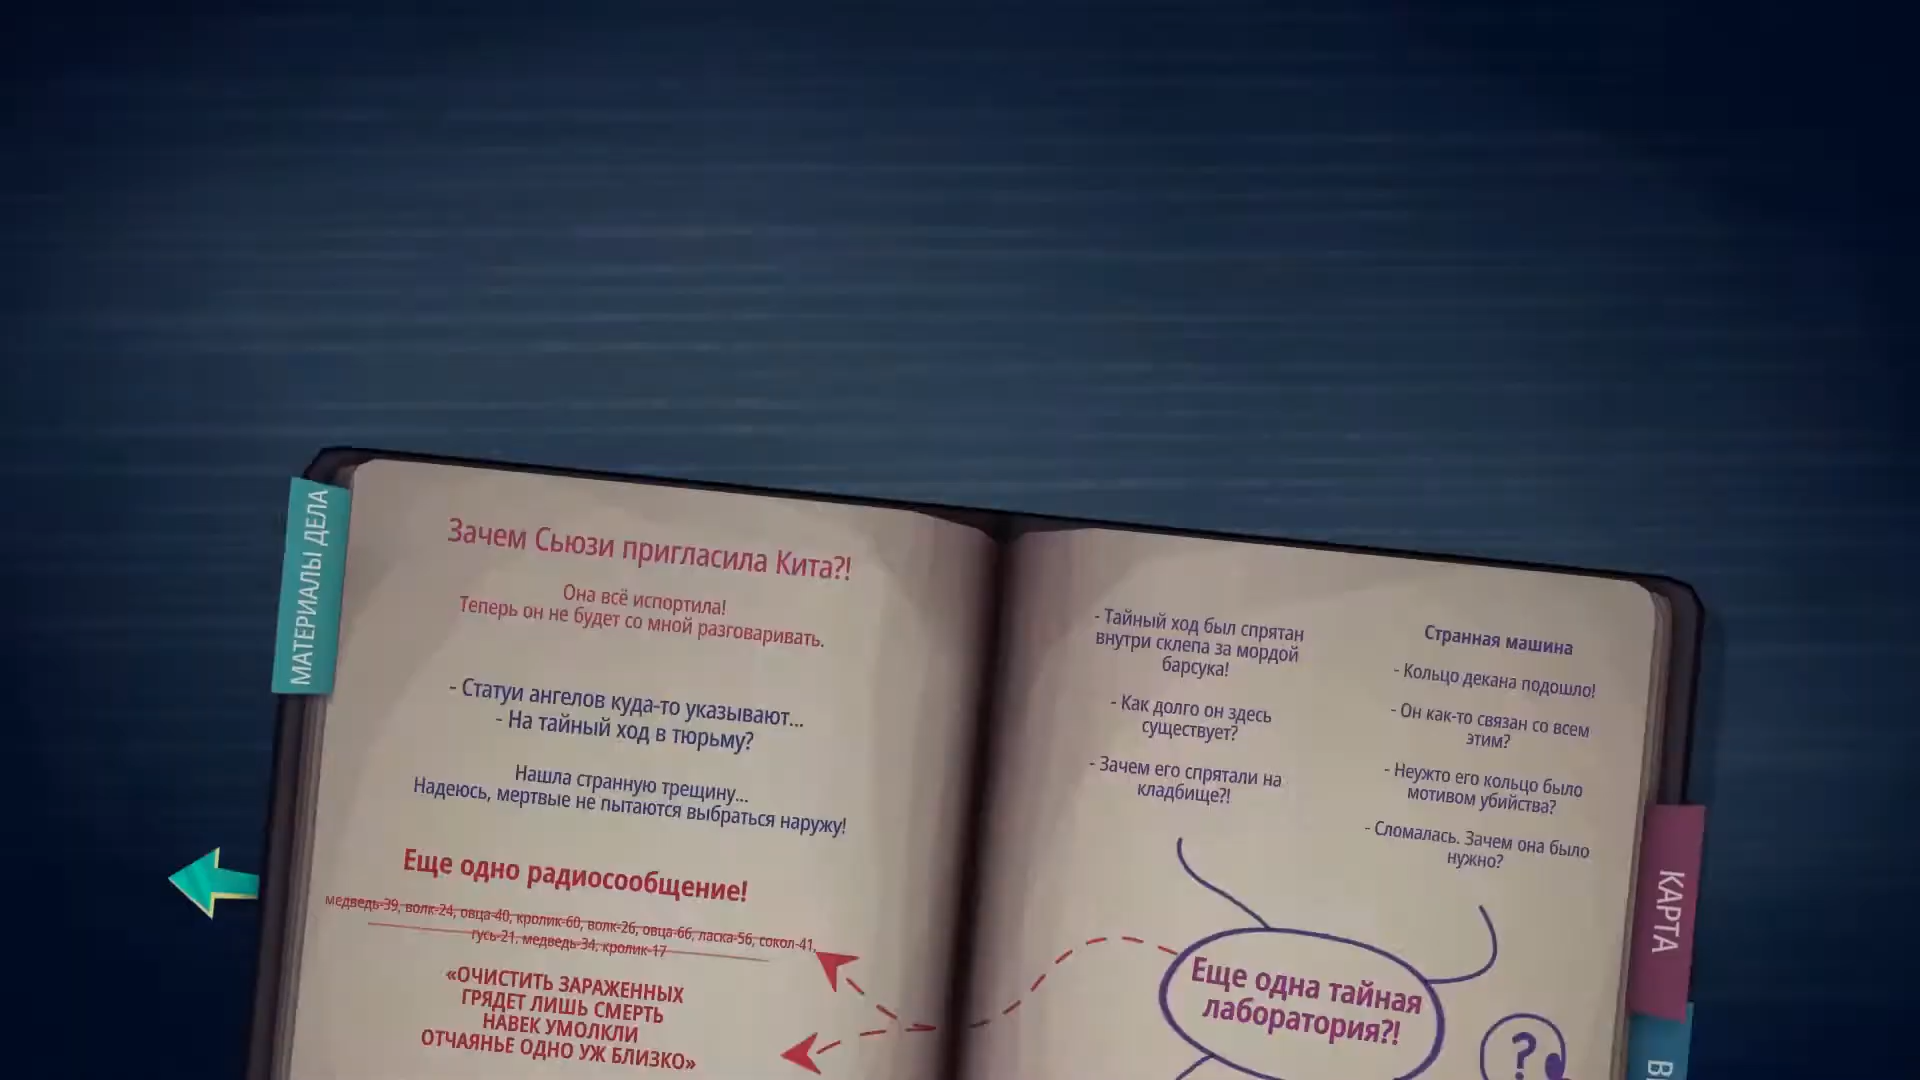 МАТЕРИАЛЫ ДЕЛА
Зачем Сьюзи пригласила Кита?!
Она всё испортила!
Теперь он не будет со мной разговаривать.
- Статуи ангелов куда-то указывают...
- На тайный ход в тюрьму?
Нашла странную трещину...
Надеюсь, мертвые не пытаются выбраться наружу!
Еще одно радиосообщение!
медведь-39, волк-24, овца-40, кролик-60, волк-26, овца-66, ласка-56, сокол-41,
гусь-21, медведь-34, кролик-17
«ОЧИСТИТЬ ЗАРАЖЕННЫХ
ГРЯДЕТ ЛИШЬ СМЕРТЬ
НАВЕК УМОЛКЛИ
ОТЧАЯНЬЕ ОДНО УЖ БЛИЗКО»
- Тайный ход был спрятан
внутри склепа за мордой
барсука!
- Как долго он здесь
существует?
- Зачем его спрятали на
кладбище?!
Странная машина
- Кольцо декана подошло!
- Он как-то связан со всем
этим?
- Неужто его кольцо было
мотивом убийства?
- Сломалась. Зачем она было
нужно?
Еще одна тайная
лаборатория?!
?
КАРТА